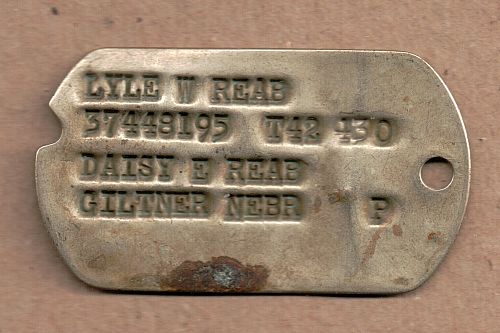 LYLE W REAB
37448195 T42 430
DAISY E REAB
GILTNER NEBR P